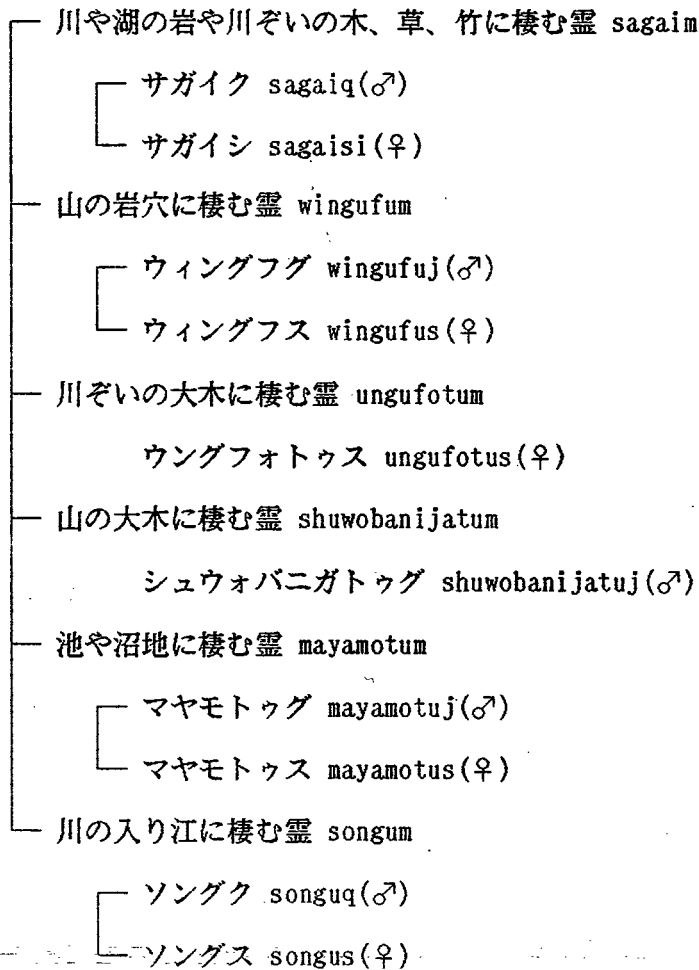 川や湖の岩や川ぞいの木、草、竹に棲む霊 sagaim
サガイク sagaiq(♂)
サガイシ sagaisi(♀)
山の岩穴に棲む霊 wingufum
ウィングフグ wingufuj(♂)
ウィングフス wingufus(♀)
川ぞいの大木に棲む霊 ungufotum
ウングフォトゥス ungufotus(♀)
山の大木に棲む霊 shuwobanijatum
シュウォバニガトゥグ shuwobanijatuj(♂)
池や沼地に棲む霊 mayamotum
マヤモトゥグ mayamotuj(♂)
マヤモトゥス mayamotus(♀)
川の入り江に棲む霊 songum
ソングク songuq(♂)
ソングス songus(♀)